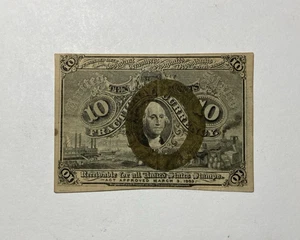 TEN CENTS
10 10
FRACTIONAL CURRENCY.
Receivable for all United States Stamps.
ACT APPROVED MARCH 3, 1863.
10 10